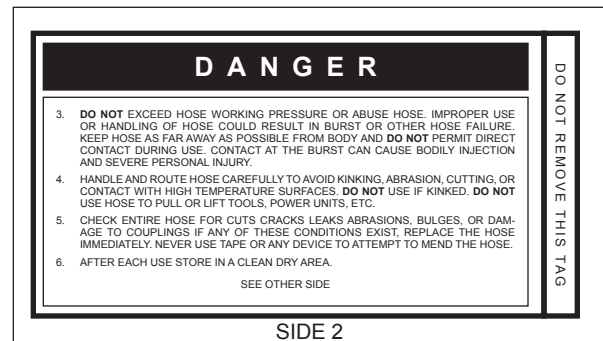 DANGER
3. DO NOT EXCEED HOSE WORKING PRESSURE OR ABUSE HOSE. IMPROPER USE
OR HANDLING OF HOSE COULD RESULT IN BURST OR OTHER HOSE FAILURE.
KEEP HOSE AS FAR AWAY AS POSSIBLE FROM BODY AND DO NOT PERMIT DIRECT
CONTACT DURING USE. CONTACT AT THE BURST CAN CAUSE BODILY INJECTION
AND SEVERE PERSONAL INJURY.
4. HANDLE AND ROUTE HOSE CAREFULLY TO AVOID KINKING, ABRASION, CUTTING, OR
CONTACT WITH HIGH TEMPERATURE SURFACES. DO NOT USE IF KINKED. DO NOT
USE HOSE TO PULL OR LIFT TOOLS, POWER UNITS, ETC.
5. CHECK ENTIRE HOSE FOR CUTS CRACKS LEAKS ABRASIONS, BULGES, OR DAM-
AGE TO COUPLINGS IF ANY OF THESE CONDITIONS EXIST, REPLACE THE HOSE
IMMEDIATELY. NEVER USE TAPE OR ANY DEVICE TO ATTEMPT TO MEND THE HOSE.
6. AFTER EACH USE STORE IN A CLEAN DRY AREA.
SEE OTHER SIDE
DO NOT REMOVE THIS TAG
SIDE 2